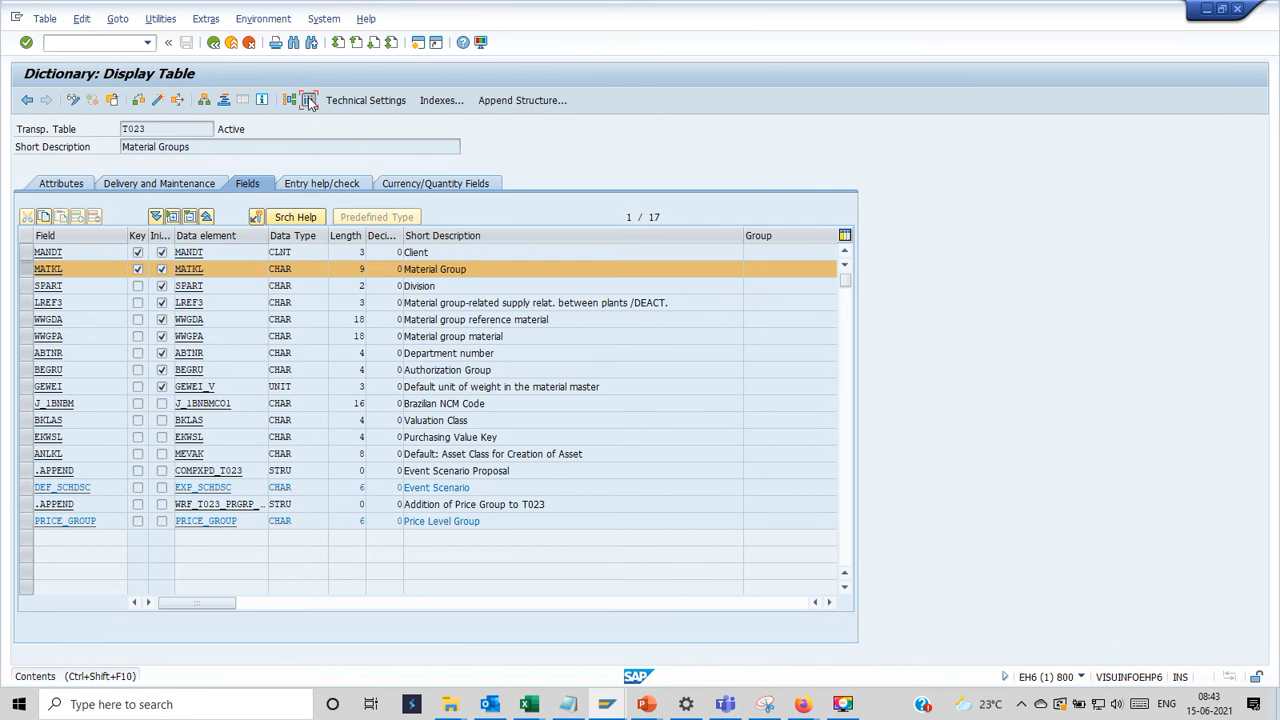 Table Edit Goto Utilities Extras Environment System Help
Dictionary: Display Table
Technical Settings Indexes... Append Structure...
Transp. Table T023 Active
Short Description Material Groups
Attributes Delivery and Maintenance Fields Entry help/check Currency/Quantity Fields
Srch Help Predefined Type 1 / 17
Field Key Ini... Data element Data Type Length Deci... Short Description Group
MANDT MANDT CLNT 3 0 Client
MATKL MATKL CHAR 9 0 Material Group
SPART SPART CHAR 2 0 Division
LREF3 LREF3 CHAR 3 0 Material group-related supply relat. between plants /DEACT.
WWGDA WWGDA CHAR 18 0 Material group reference material
WWGPA WWGPA CHAR 18 0 Material group material
ABTNR ABTNR CHAR 4 0 Department number
BEGRU BEGRU CHAR 4 0 Authorization Group
GEWEI GEWEI_V UNIT 3 0 Default unit of weight in the material master
J_1BNBM J_1BNBMCO1 CHAR 16 0 Brazilian NCM Code
BKLAS BKLAS CHAR 4 0 Valuation Class
EKWSL EKWSL CHAR 4 0 Purchasing Value Key
ANLKL MEVAK CHAR 8 0 Default: Asset Class for Creation of Asset
.APPEND COMPXPD_T023 STRU 0 0 Event Scenario Proposal
DEF_SCHDSC EXP_SCHDSC CHAR 6 0 Event Scenario
.APPEND WRF_T023_PRGRP_... STRU 0 0 Addition of Price Group to T023
PRICE_GROUP PRICE_GROUP CHAR 6 0 Price Level Group
Contents (Ctrl+Shift+F10) SAP EH6 (1) 800 VISUINFOEHP6 INS
Type here to search 23°C ENG 08:43
15-06-2021